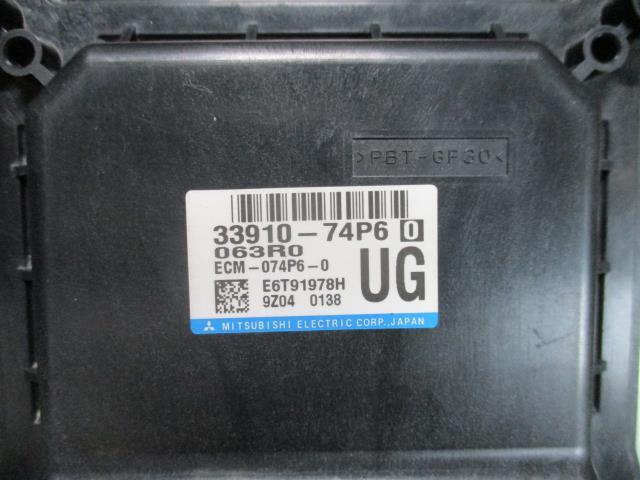 >PBT-GF30<
33910-74P6 0
063R0
ECM-074P6-0
UG
E6T91978H
9Z04 0138
MITSUBISHI ELECTRIC CORP.,JAPAN